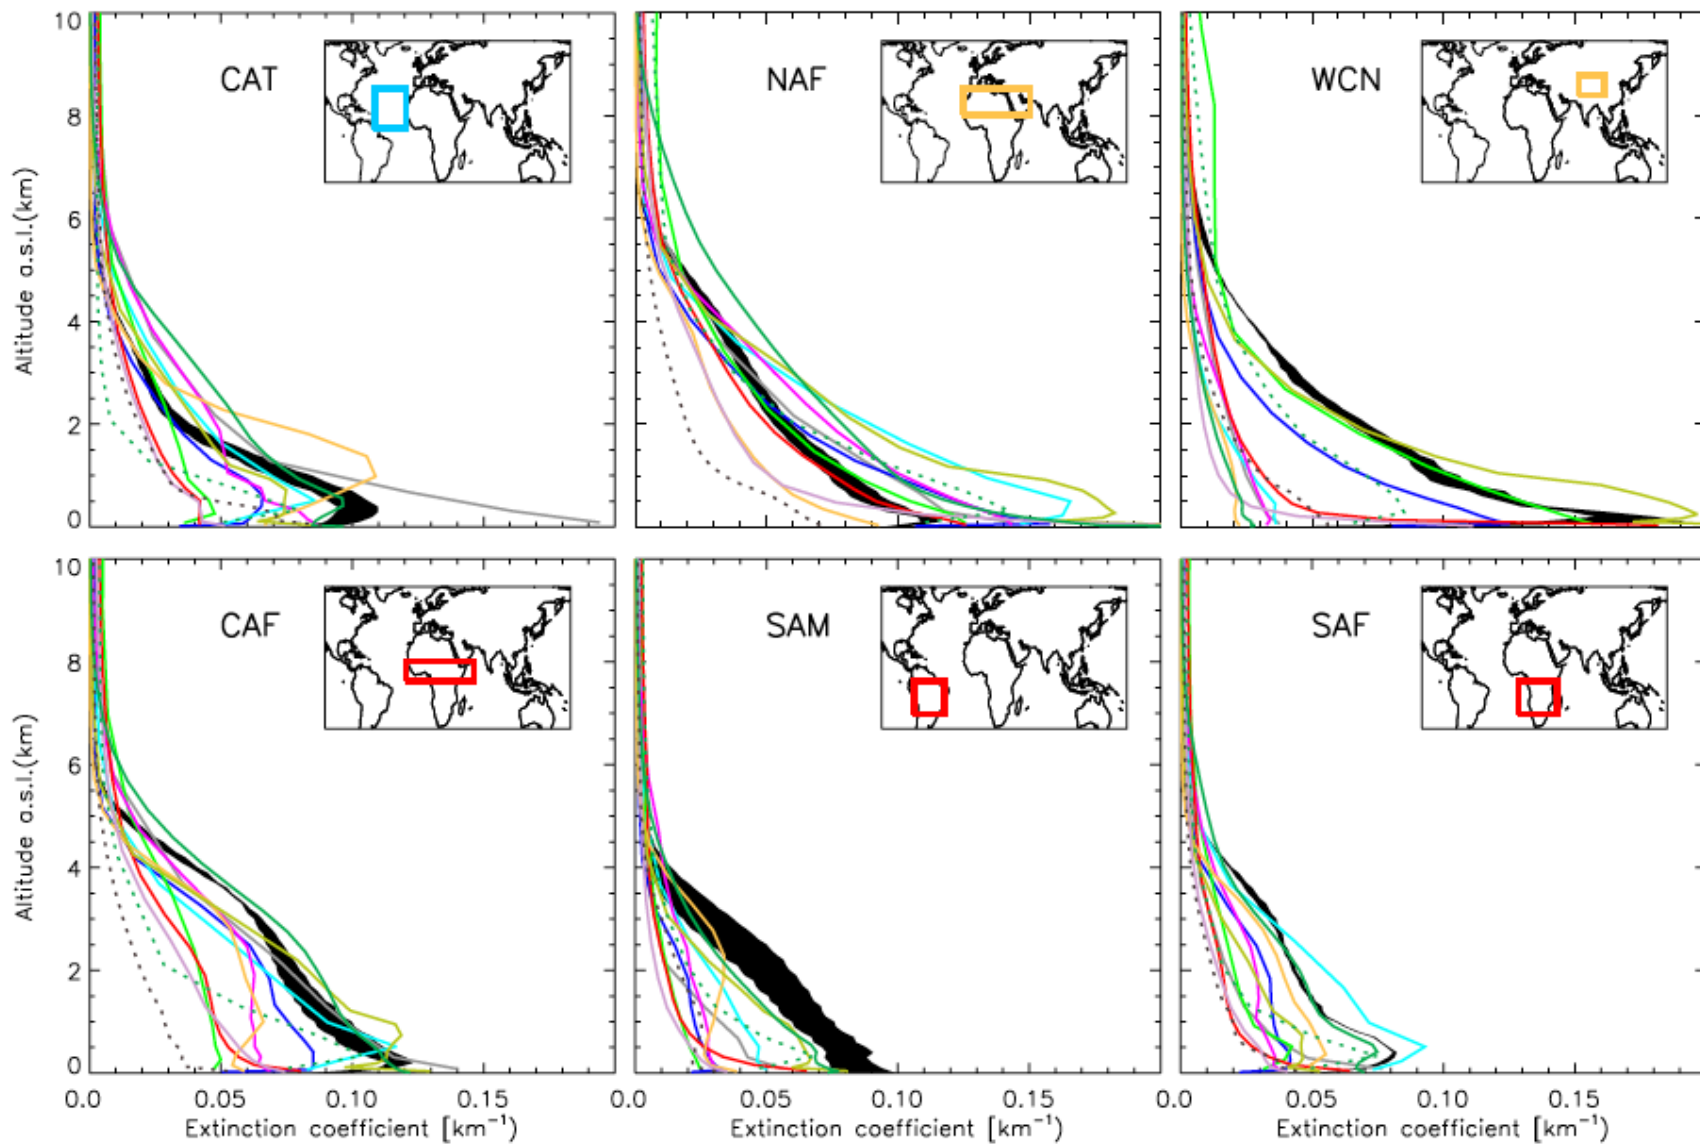 10
8
6
4
2
0
Altitude a.s.l.(km)
CAT
NAF
WCN
10
8
6
4
2
0
Altitude a.s.l.(km)
CAF
SAM
SAF
0.0 0.05 0.10 0.15
0.0 0.05 0.10 0.15
0.0 0.05 0.10 0.15
Extinction coefficient [km⁻¹)
Extinction coefficient [km⁻¹)
Extinction coefficient [km⁻¹)